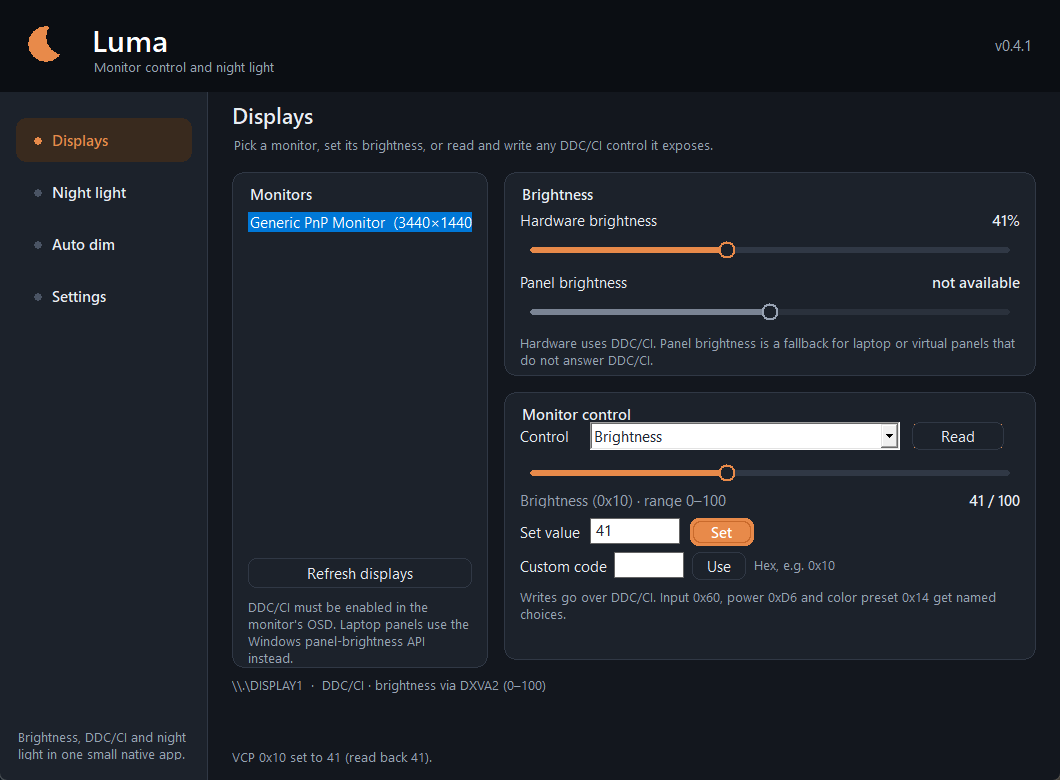 Luma
Monitor control and night light
v0.4.1
Displays
Night light
Auto dim
Settings
Brightness, DDC/CI and night
light in one small native app.
Displays
Pick a monitor, set its brightness, or read and write any DDC/CI control it exposes.
Monitors
Generic PnP Monitor (3440×1440
Refresh displays
DDC/CI must be enabled in the
monitor's OSD. Laptop panels use the
Windows panel-brightness API
instead.
Brightness
Hardware brightness 41%
Panel brightness not available
Hardware uses DDC/CI. Panel brightness is a fallback for laptop or virtual panels that
do not answer DDC/CI.
Monitor control
Control Brightness Read
Brightness (0x10) · range 0–100 41 / 100
Set value 41 Set
Custom code Use Hex, e.g. 0x10
Writes go over DDC/CI. Input 0x60, power 0xD6 and color preset 0x14 get named
choices.
\\.\DISPLAY1 · DDC/CI · brightness via DXVA2 (0–100)
VCP 0x10 set to 41 (read back 41).